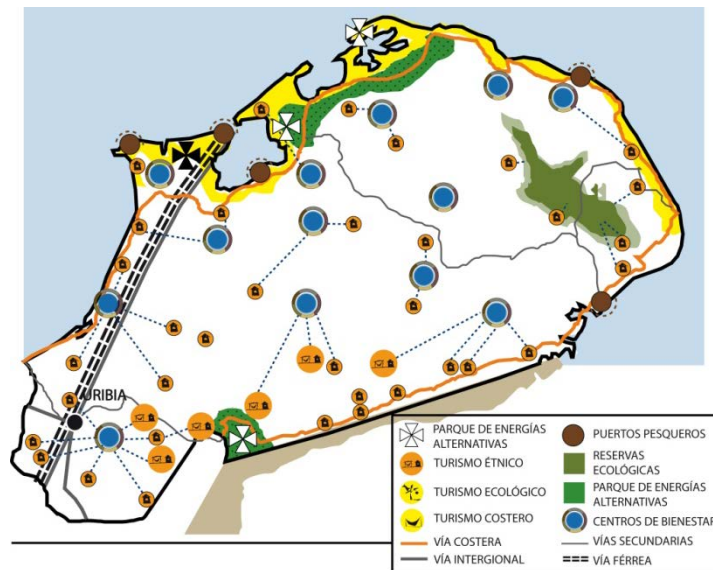 URIBIA
PARQUE DE ENERGÍAS
ALTERNATIVAS
TURISMO ÉTNICO
TURISMO ECOLÓGICO
TURISMO COSTERO
VÍA COSTERA
VÍA INTERGIONAL
PUERTOS PESQUEROS
RESERVAS
ECOLÓGICAS
PARQUE DE ENERGÍAS
ALTERNATIVAS
CENTROS DE BIENESTAR
VÍAS SECUNDARIAS
VÍA FÉRREA